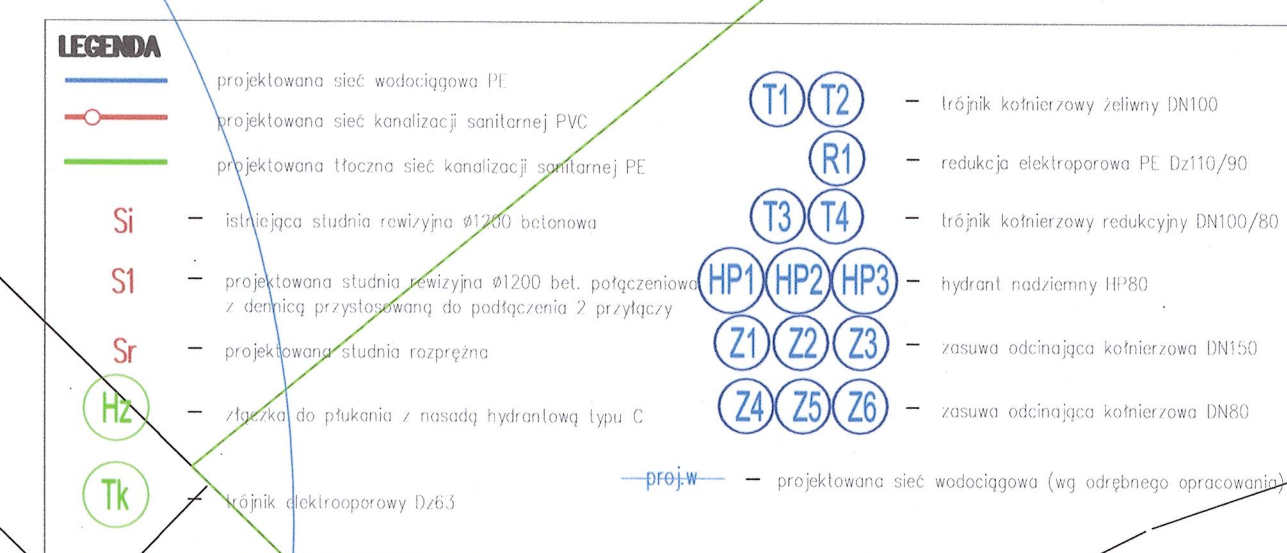 LEGENDA
projektowana sieć wodociągowa PE
projektowana sieć kanalizacji sanitarnej PVC
projektowana tłoczna sieć kanalizacji sanitarnej PE
Si – istniejąca studnia rewizyjna ø1200 betonowa
S1 – projektowana studnia rewizyjna ø1200 bet. połączeniowa
z dennicą przystosowaną do podłączenia 2 przyłączy
Sr – projektowana studnia rozprężna
Hz – złączka do płukania z nasadą hydrantową typu C
Tk – trójnik elektrooporowy Dz63
T1 T2 – trójnik kołnierzowy żeliwny DN100
R1 – redukcja elektroporowa PE Dz110/90
T3 T4 – trójnik kołnierzowy redukcyjny DN100/80
HP1 HP2 HP3 – hydrant nadziemny HP80
Z1 Z2 Z3 – zasuwa odcinająca kołnierzowa DN150
Z4 Z5 Z6 – zasuwa odcinająca kołnierzowa DN80
proj.w – projektowana sieć wodociągowa (wg odrębnego opracowania)